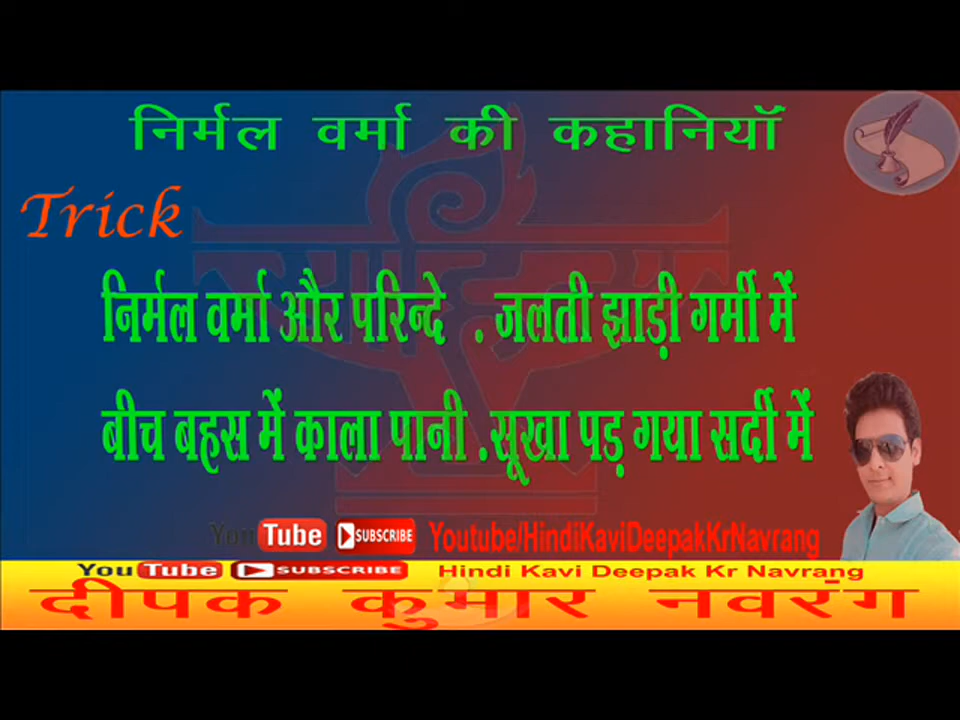 निर्मल वर्मा की कहानियाँ
Trick
निर्मल वर्मा और परिन्दे . जलती झाड़ी गर्मी में
बीच बहस में काला पानी .सूखा पड़ गया सर्दी में
YouTube SUBSCRIBE Youtube/HindiKaviDeepakKrNavrang
YouTube SUBSCRIBE Hindi Kavi Deepak Kr Navrang
दीपक कुमार नवरंग